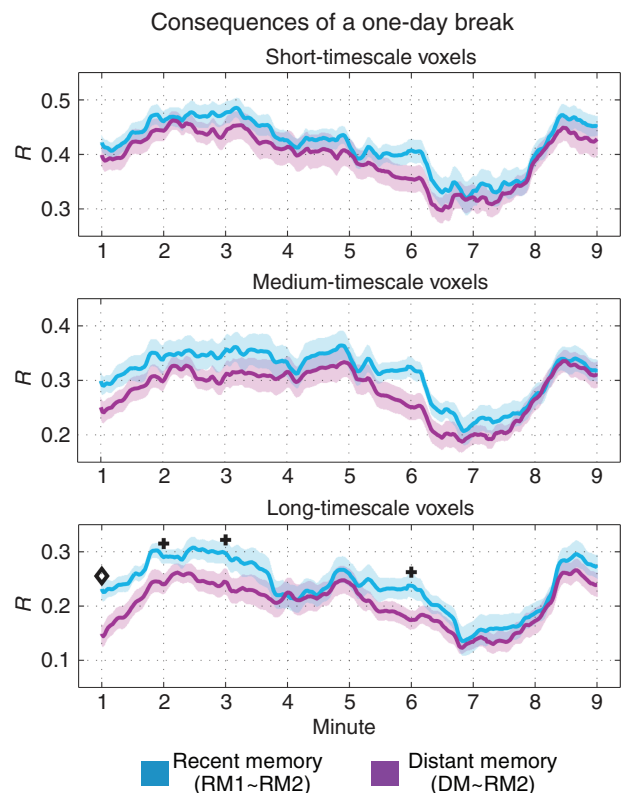 Consequences of a one-day break
Short-timescale voxels
0.5
0.4
0.3
R
1 2 3 4 5 6 7 8 9
Medium-timescale voxels
0.4
0.3
0.2
R
1 2 3 4 5 6 7 8 9
Long-timescale voxels
0.3
0.2
0.1
R
1 2 3 4 5 6 7 8 9
Minute
Recent memory
(RM1~RM2)
Distant memory
(DM~RM2)